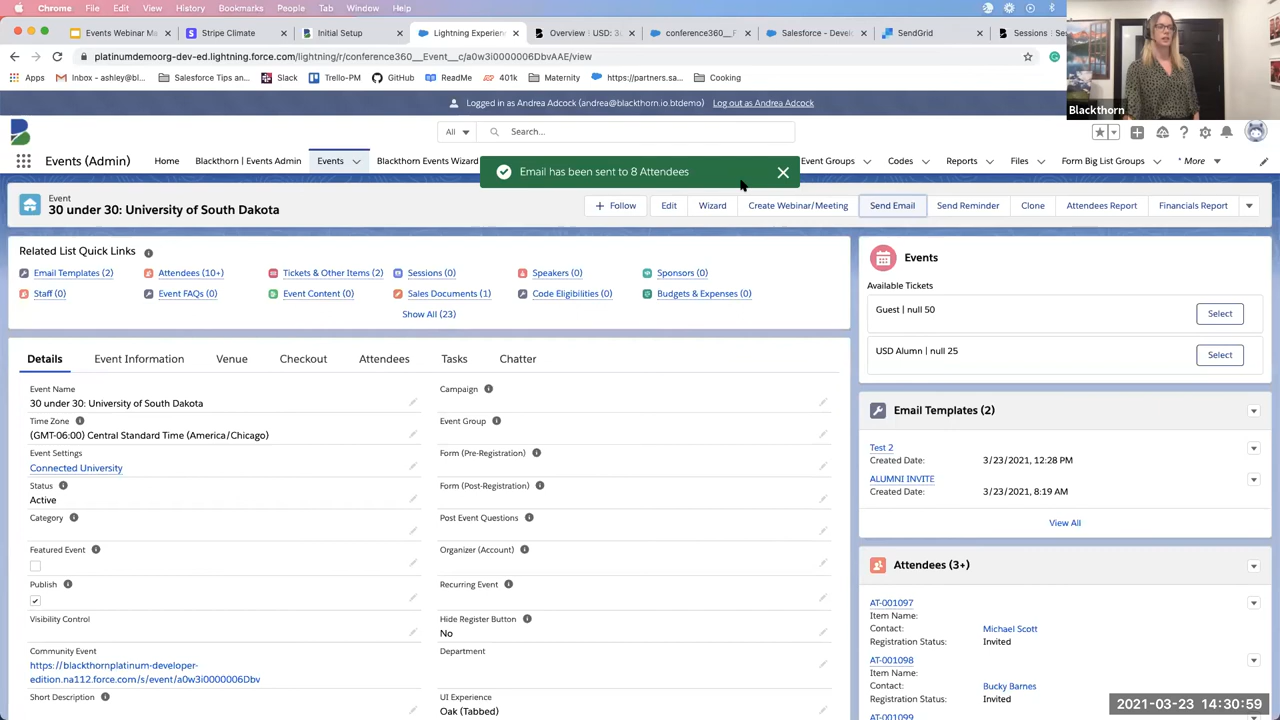 Chrome File Edit View History Bookmarks People Tab Window Help
Events Webinar M
Stripe Climate
Initial Setup
Lightning Experien
Overview | USD: 3
conference360__F
Salesforce - Develo
SendGrid
Sessions | Se
platinumdemoorg-dev-ed.lightning.force.com/lightning/r/conference360__Event__c/a0w3i0000006DbvAAE/view
Apps Inbox – ashley@bl... Salesforce Tips an... Slack Trello-PM GitHub ReadMe 401k Maternity https://partners.sa... Cooking
Blackthorn
Logged in as Andrea Adcock (andrea@blackthorn.io.btdemo) Log out as Andrea Adcock
All Search...
Events (Admin) Home Blackthorn | Events Admin Events Blackthorn Events Wizard Event Groups Codes Reports Files Form Big List Groups * More
Email has been sent to 8 Attendees
Event
30 under 30: University of South Dakota
Follow Edit Wizard Create Webinar/Meeting Send Email Send Reminder Clone Attendees Report Financials Report
Related List Quick Links
Email Templates (2) Attendees (10+) Tickets & Other Items (2) Sessions (0) Speakers (0) Sponsors (0)
Staff (0) Event FAQs (0) Event Content (0) Sales Documents (1) Code Eligibilities (0) Budgets & Expenses (0)
Show All (23)
Details Event Information Venue Checkout Attendees Tasks Chatter
Event Name
30 under 30: University of South Dakota
Time Zone
(GMT-06:00) Central Standard Time (America/Chicago)
Event Settings
Connected University
Status
Active
Category
Featured Event
Publish
Visibility Control
Community Event
https://blackthornplatinum-developer-
edition.na112.force.com/s/event/a0w3i0000006Dbv
Short Description
Campaign
Event Group
Form (Pre-Registration)
Form (Post-Registration)
Post Event Questions
Organizer (Account)
Recurring Event
Hide Register Button
No
Department
UI Experience
Oak (Tabbed)
Events
Available Tickets
Guest | null 50 Select
USD Alumn | null 25 Select
Email Templates (2)
Test 2
Created Date: 3/23/2021, 12:28 PM
ALUMNI INVITE
Created Date: 3/23/2021, 8:19 AM
View All
Attendees (3+)
AT-001097
Item Name:
Contact: Michael Scott
Registration Status: Invited
AT-001098
Item Name:
Contact: Bucky Barnes
Registration Status: Invited
AT-001099
2021-03-23 14:30:59